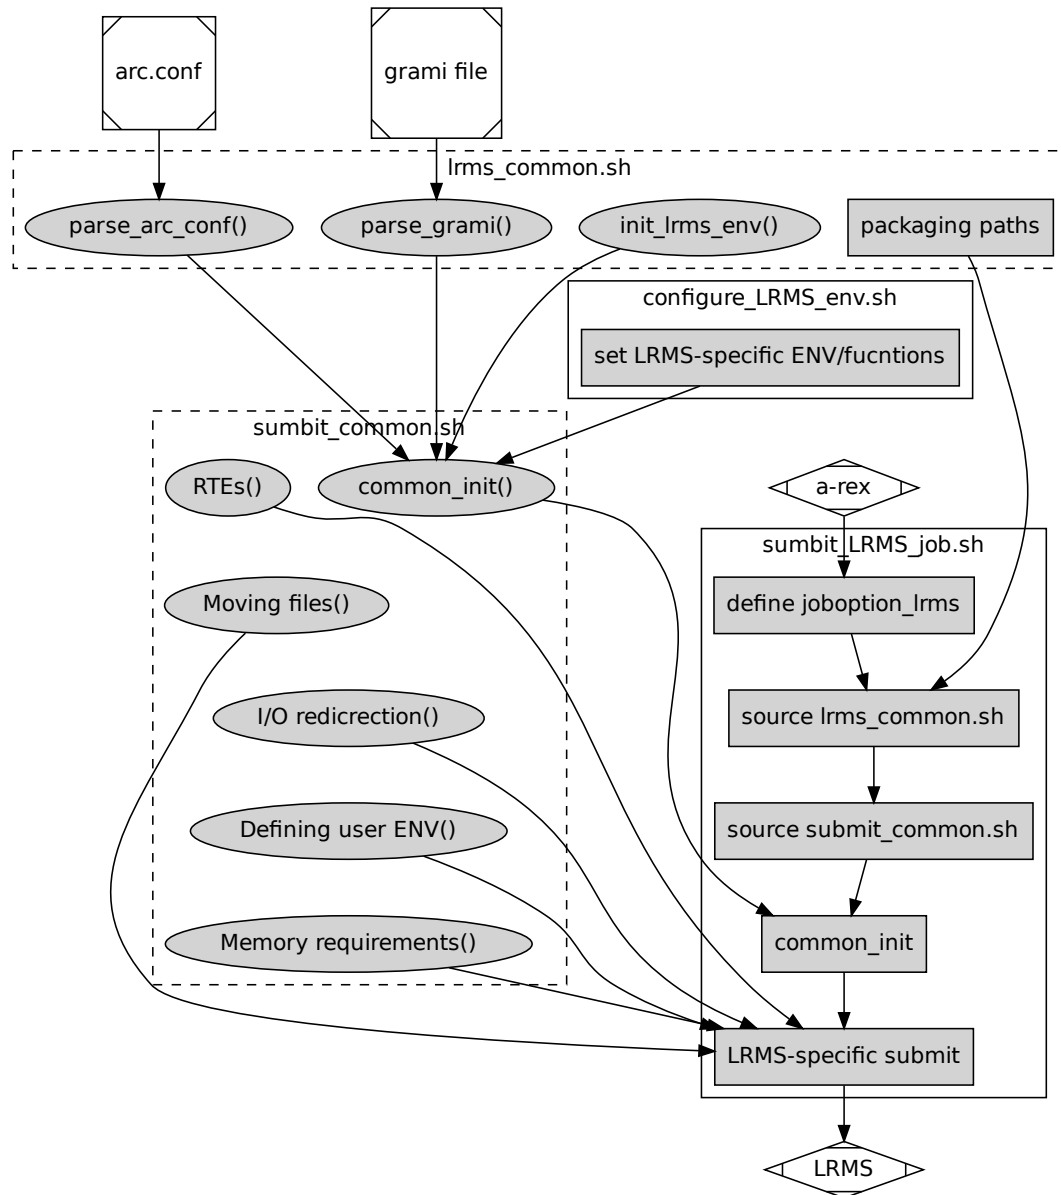 arc.conf
grami file
lrms_common.sh
parse_arc_conf()
parse_grami()
init_lrms_env()
packaging paths
configure_LRMS_env.sh
set LRMS-specific ENV/fucntions
sumbit_common.sh
RTEs()
common_init()
a-rex
sumbit_LRMS_job.sh
Moving files()
define joboption_lrms
I/O redicrection()
source lrms_common.sh
Defining user ENV()
source submit_common.sh
Memory requirements()
common_init
LRMS-specific submit
LRMS